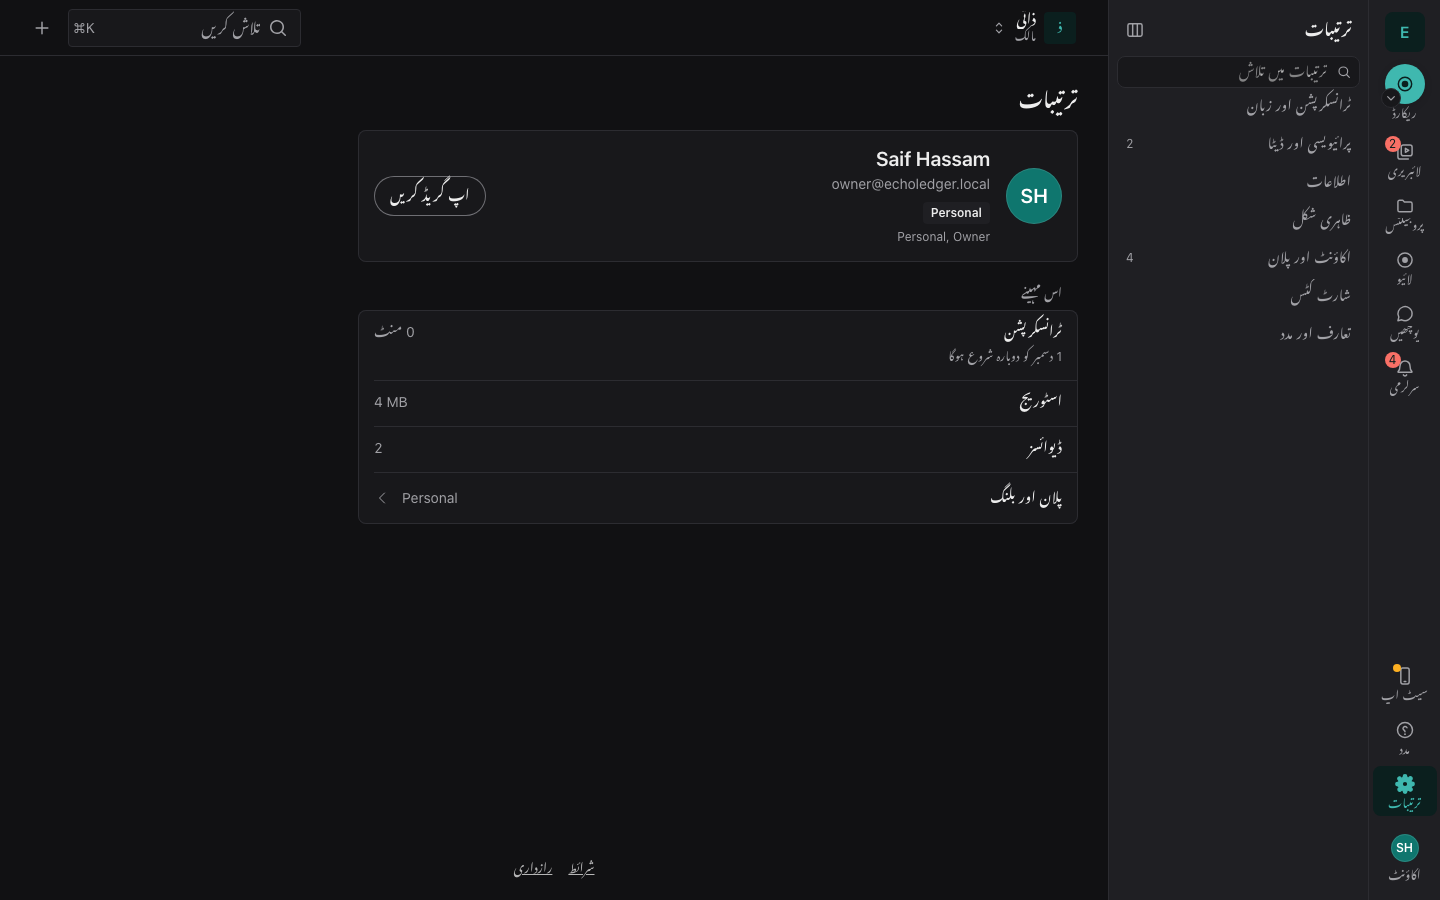 E
ریکارڈ
2
لائبریری
پروجیکٹس
لائیو
پوچھیں
4
سرگرمی
سیٹ اپ
مدد
ترتیبات
SH
اکاؤنٹ
ترتیبات
ترتیبات میں تلاش
ٹرانسکرپشن اور زبان
پرائیویسی اور ڈیٹا 2
اطلاعات
ظاہری شکل
اکاؤنٹ اور پلان 4
شارٹ کٹس
تعارف اور مدد
ذ
ذاتی
مالک
تلاش کریں ⌘K
ترتیبات
SH
Saif Hassam
owner@echoledger.local
Personal
Personal, Owner
اپ گریڈ کریں
اس مہینے
ٹرانسکرپشن 0 منٹ
1 دسمبر کو دوبارہ شروع ہوگا
اسٹوریج 4 MB
ڈیوائسز 2
پلان اور بلنگ Personal
شرائط رازداری